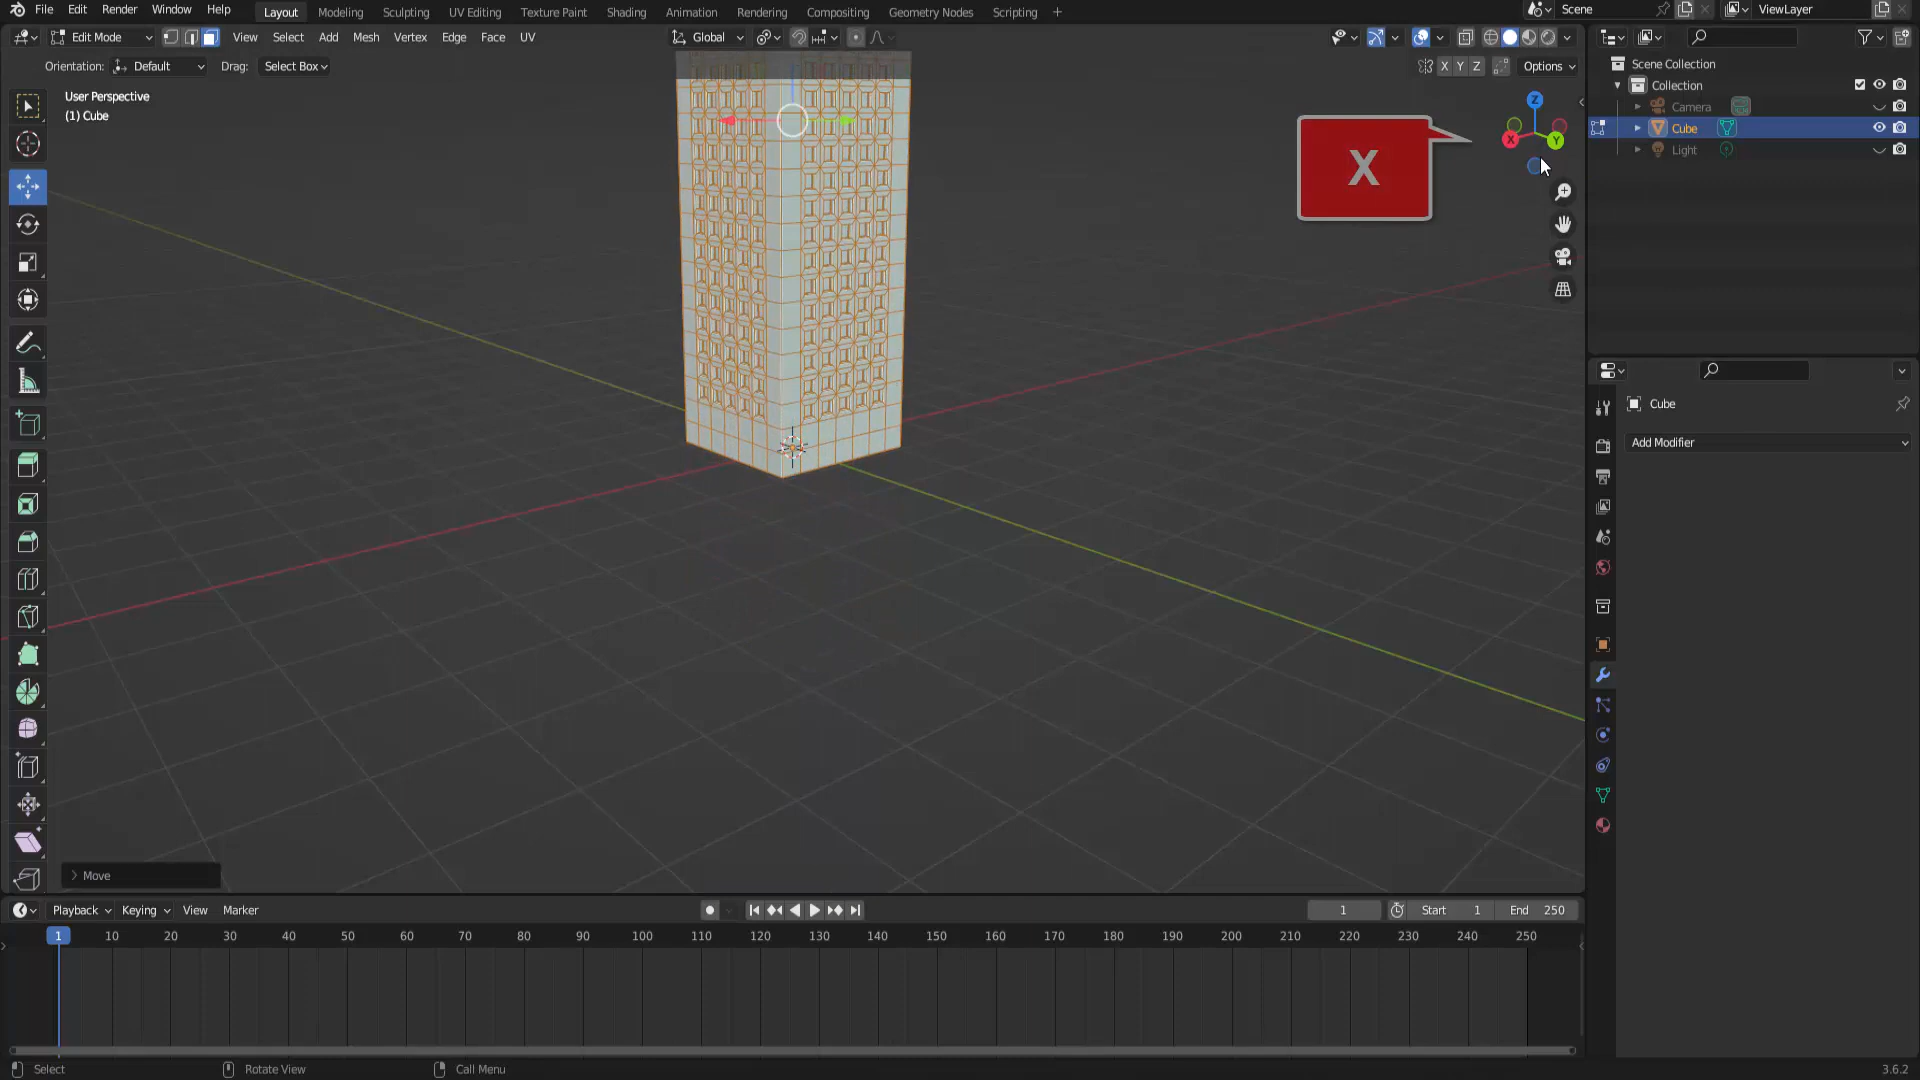 File Edit Render Window Help Layout Modeling Sculpting UV Editing Texture Paint Shading Animation Rendering Compositing Geometry Nodes Scripting + Scene ViewLayer
Edit Mode View Select Add Mesh Vertex Edge Face UV Global
Orientation: Default Drag: Select Box X Y Z Options
User Perspective
(1) Cube
X
Z
X
Y
Scene Collection
Collection
Camera
Cube
Light
Cube
Add Modifier
Move
Playback Keying View Marker 1 Start 1 End 250
1 10 20 30 40 50 60 70 80 90 100 110 120 130 140 150 160 170 180 190 200 210 220 230 240 250
Select Rotate View Call Menu 3.6.2